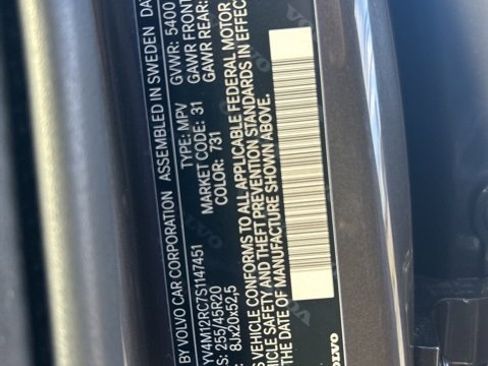 BY VOLVO CAR CORPORATION ASSEMBLED IN SWEDEN DA
GVWR: 5400
GAWR FRONT
GAWR REAR:
TYPE: MPV
MARKET CODE: 31
COLOR: 731
YV4M12RC7S1147451
S: 255/45R20
: 8Jx20x52,5
S VEHICLE CONFORMS TO ALL APPLICABLE FEDERAL MOTOR
VEHICLE SAFETY AND THEFT PREVENTION STANDARDS IN EFFEC
THE DATE OF MANUFACTURE SHOWN ABOVE.
VOLVO